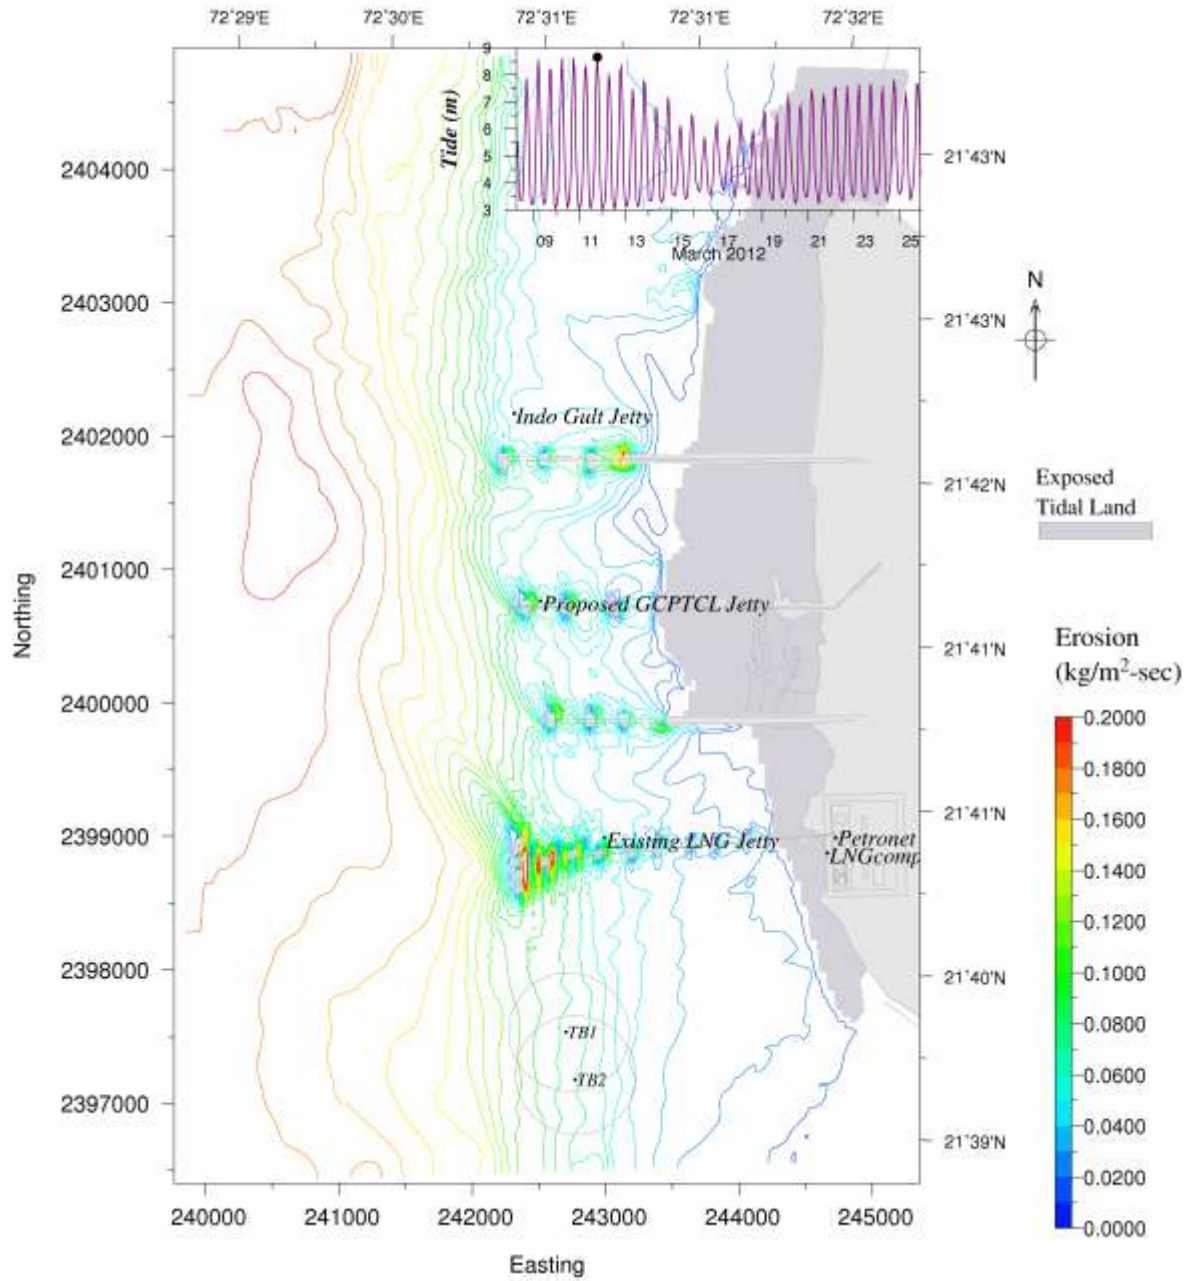 72°29'E 72°30'E 72°31'E 72°31'E 72°32'E
9
8
7
6
5
4
3
Tide (m)
09 11 13 15 17 19 21 23 25
March 2012
2404000
2403000
2402000
2401000
2400000
2399000
2398000
2397000
Northing
21°43'N
21°43'N
21°42'N
21°41'N
21°41'N
21°40'N
21°39'N
Indo Gult Jetty
Proposed GCPTCL Jetty
Existing LNG Jetty
Petronet
LNGcomp
TB1
TB2
240000 241000 242000 243000 244000 245000
Easting
N
Exposed
Tidal Land
Erosion
(kg/m²-sec)
0.2000
0.1800
0.1600
0.1400
0.1200
0.1000
0.0800
0.0600
0.0400
0.0200
0.0000